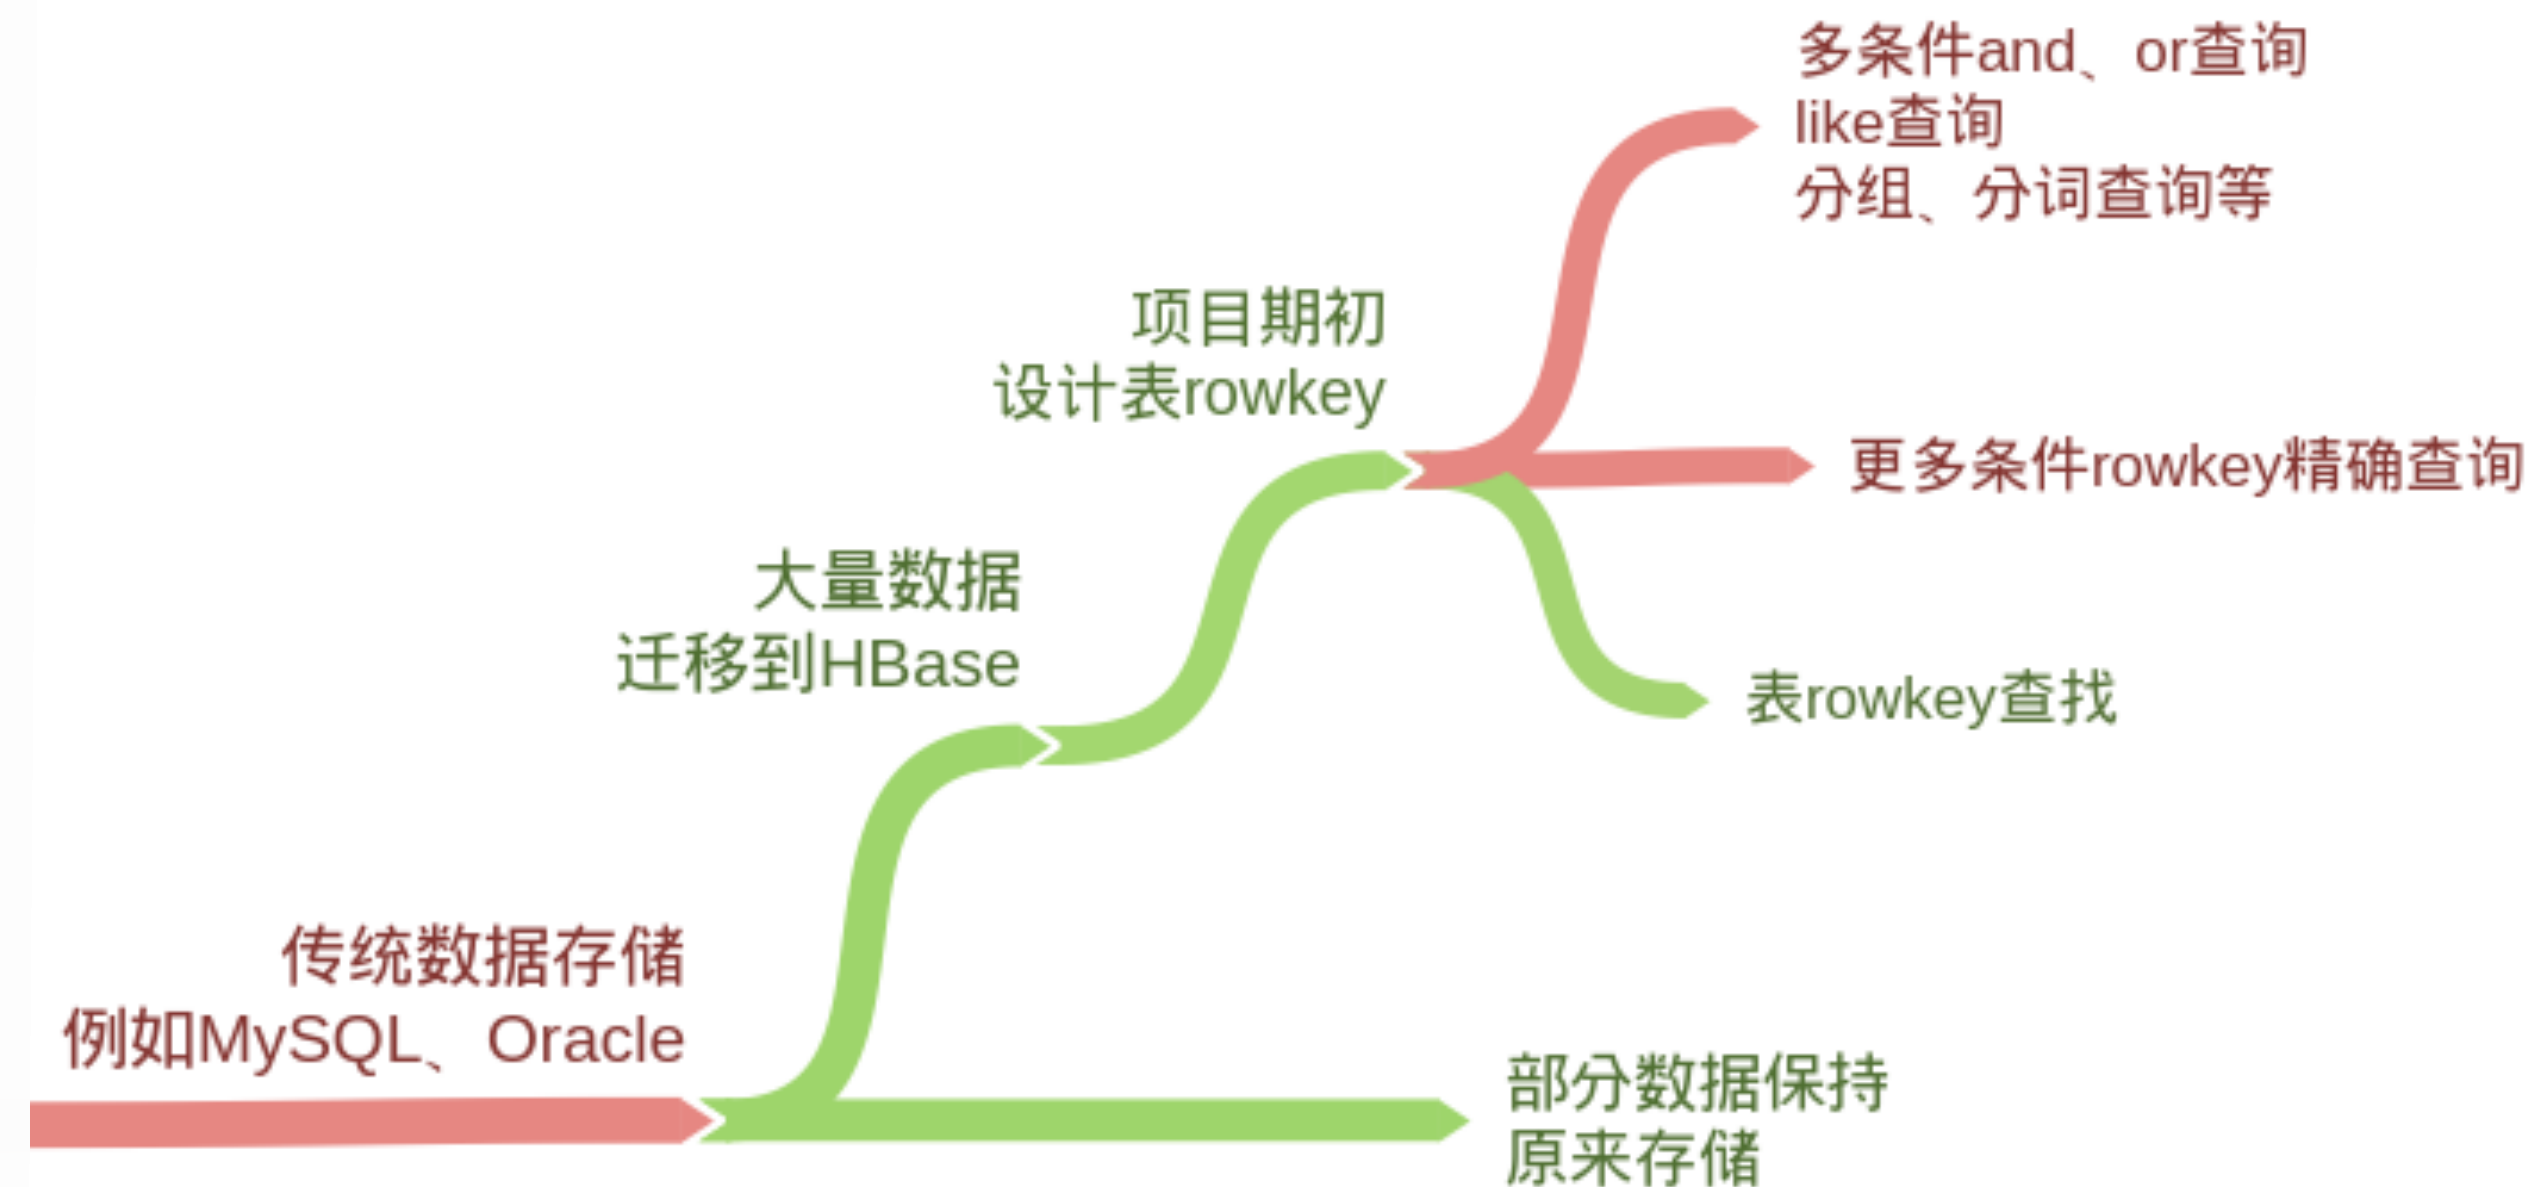 多条件and、or查询
like查询
分组、分词查询等
项目期初
设计表rowkey
更多条件rowkey精确查询
大量数据
迁移到HBase
表rowkey查找
传统数据存储
例如MySQL、Oracle
部分数据保持
原来存储